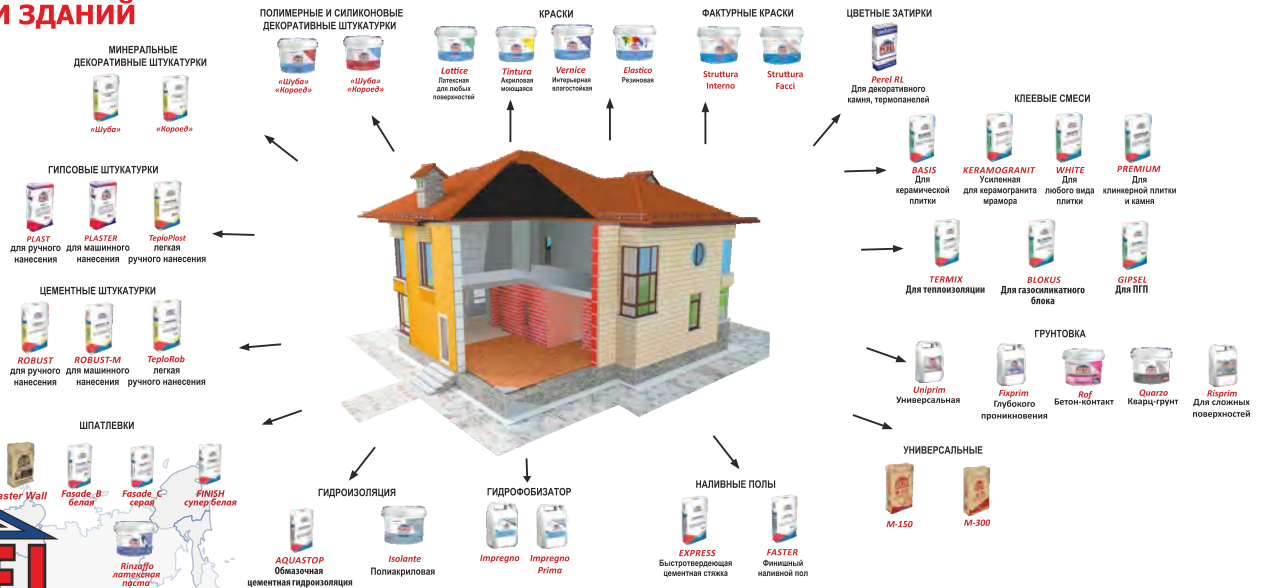 И ЗДАНИЙ
МИНЕРАЛЬНЫЕ
ДЕКОРАТИВНЫЕ ШТУКАТУРКИ
«Шуба»
«Короед»
ПОЛИМЕРНЫЕ И СИЛИКОНОВЫЕ
ДЕКОРАТИВНЫЕ ШТУКАТУРКИ
«Шуба»
«Короед»
«Шуба»
«Короед»
КРАСКИ
Lattice
Латексная
для любых
поверхностей
Tintura
Акриловая
моющаяся
Vernice
Интерьерная
влагостойкая
Elastico
Резиновая
ФАКТУРНЫЕ КРАСКИ
Struttura
Interno
Struttura
Facci
ЦВЕТНЫЕ ЗАТИРКИ
Perel RL
Для декоративного
камня, термопанелей
КЛЕЕВЫЕ СМЕСИ
BASIS
Для
керамической
плитки
KERAMOGRANIT
Усиленная
для керамогранита
мрамора
WHITE
Для
любого вида
плитки
PREMIUM
Для
клинкерной плитки
и камня
TERMIX
Для теплоизоляции
BLOKUS
Для газосиликатного
блока
GIPSEL
Для ПГП
ГИПСОВЫЕ ШТУКАТУРКИ
PLAST
для ручного
нанесения
PLASTER
для машинного
нанесения
TeploPlast
легкая
ручного нанесения
ЦЕМЕНТНЫЕ ШТУКАТУРКИ
ROBUST
для ручного
нанесения
ROBUST-M
для машинного
нанесения
TeploRob
легкая
ручного нанесения
ГРУНТОВКА
Uniprim
Универсальная
Fixprim
Глубокого
проникновения
Rof
Бетон-контакт
Quarzo
Кварц-грунт
Risprim
Для сложных
поверхностей
ШПАТЛЕВКИ
aster Wall
Fasade_B
белая
Fasade_C
серая
FINISH
супер белая
Rinzaffo
латексная
паста
ГИДРОИЗОЛЯЦИЯ
AQUASTOP
Обмазочная
цементная гидроизоляция
Isolante
Полиакриловая
ГИДРОФОБИЗАТОР
Impregno
Impregno
Prima
НАЛИВНЫЕ ПОЛЫ
EXPRESS
Быстротвердеющая
цементная стяжка
FASTER
Финишный
наливной пол
УНИВЕРСАЛЬНЫЕ
М-150
М-300